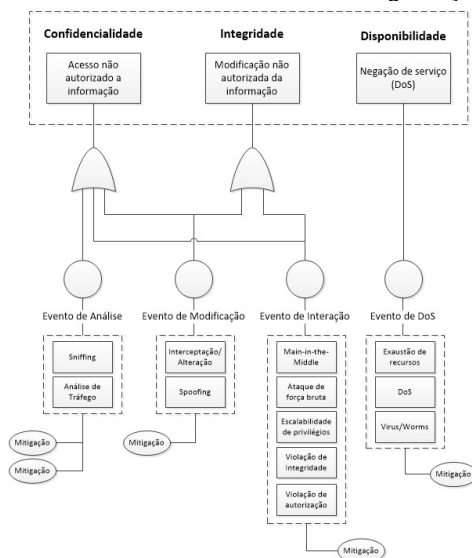 Confidencialidade
Integridade
Disponibilidade
Acesso não
autorizado a
informação
Modificação não
autorizada da
informação
Negação de serviço
(DoS)
Evento de Análise
Evento de Modificação
Evento de Interação
Evento de DoS
Sniffing
Análise de
Tráfego
Mitigação
Mitigação
Interceptação/
Alteração
Spoofing
Mitigação
Main-in-the-
Middle
Ataque de
força bruta
Escalabilidade
de privilégios
Violação de
Integridade
Violação de
autorização
Mitigação
Exaustão de
recursos
DoS
Virus/Worms
Mitigação